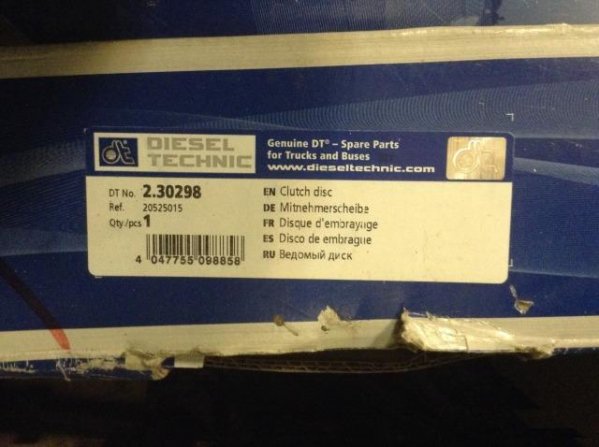 dt DIESEL TECHNIC
Genuine DT® – Spare Parts
for Trucks and Buses
www.dieseltechnic.com
DT No. 2.30298
Ref. 20525015
Qty./pcs 1
4 047755 098858
EN Clutch disc
DE Mitnehmerscheibe
FR Disque d'embrayage
ES Disco de embrague
RU Ведомый диск